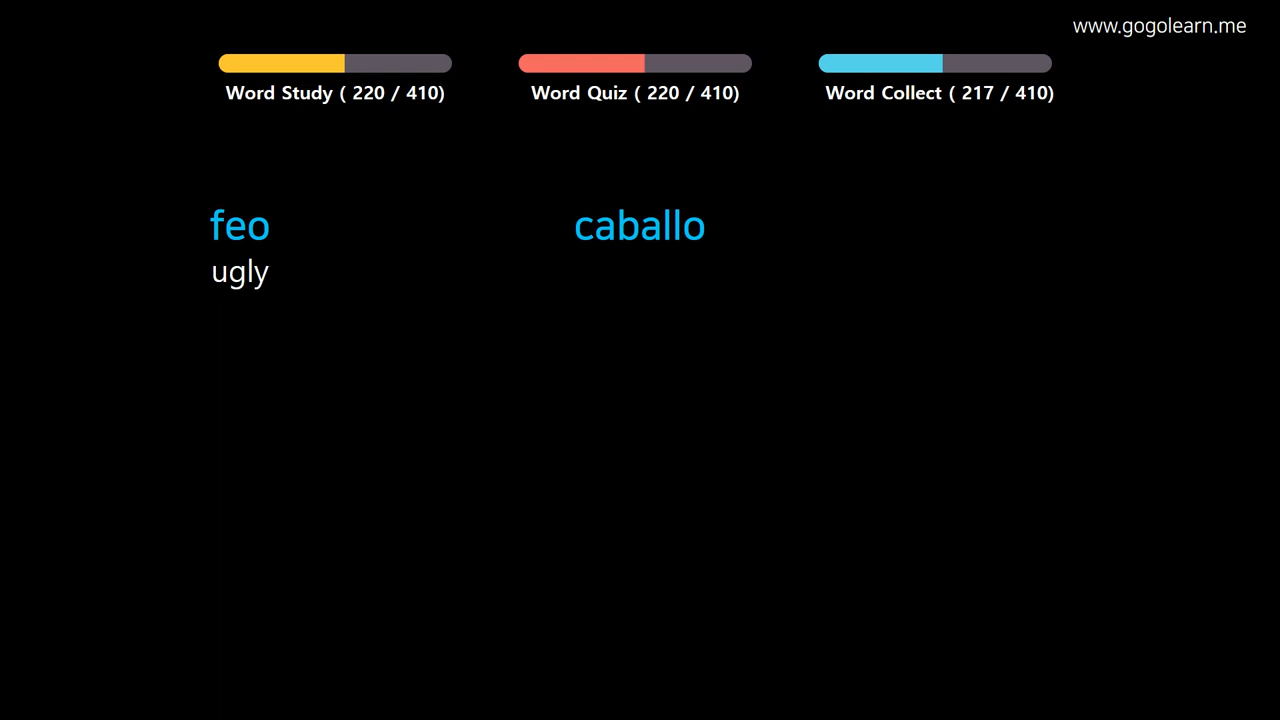 www.gogolearn.me
Word Study ( 220 / 410)
Word Quiz ( 220 / 410)
Word Collect ( 217 / 410)
feo
ugly
caballo